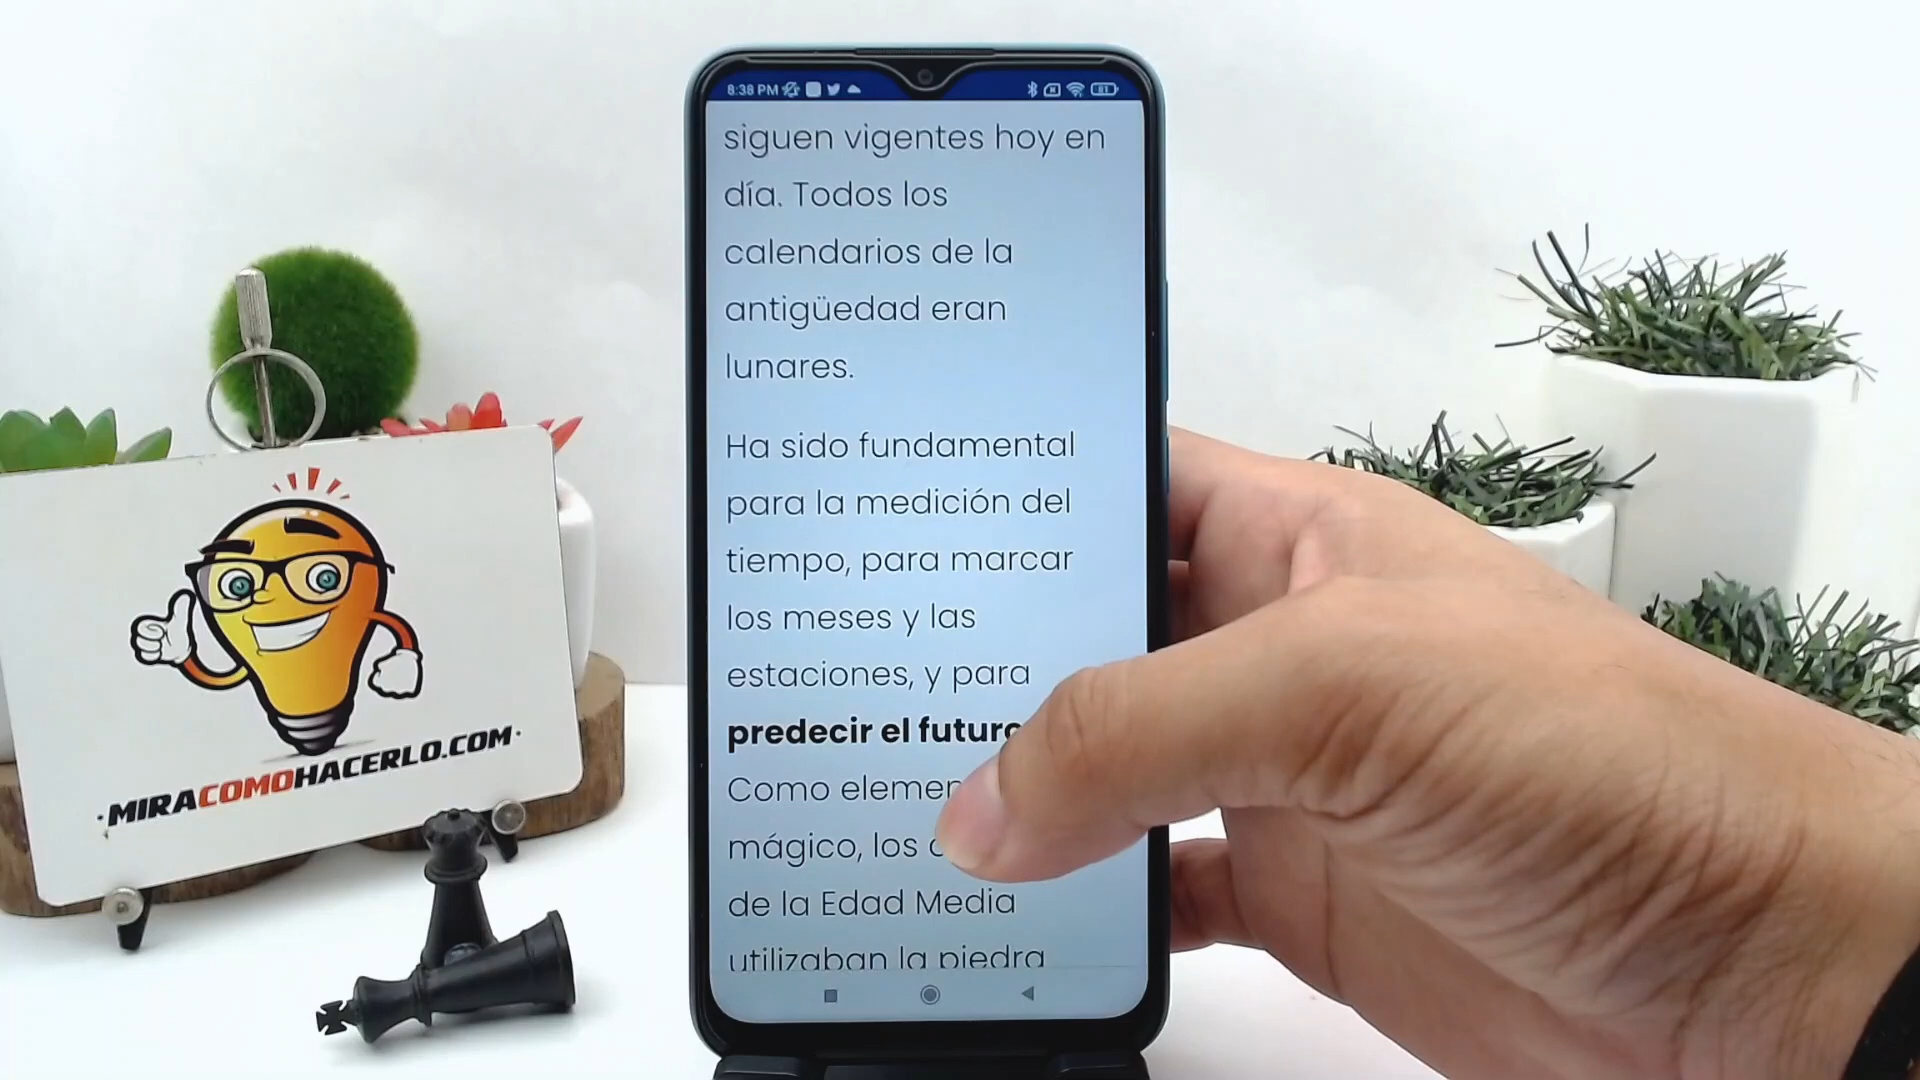 8:38 PM
81
siguen vigentes hoy en
día. Todos los
calendarios de la
antigüedad eran
lunares.
Ha sido fundamental
para la medición del
tiempo, para marcar
los meses y las
estaciones, y para
predecir el futuro
Como
mágico, los
de la Edad Media
utilizaban la piedra
·MIRACOMOHACERLO.COM·